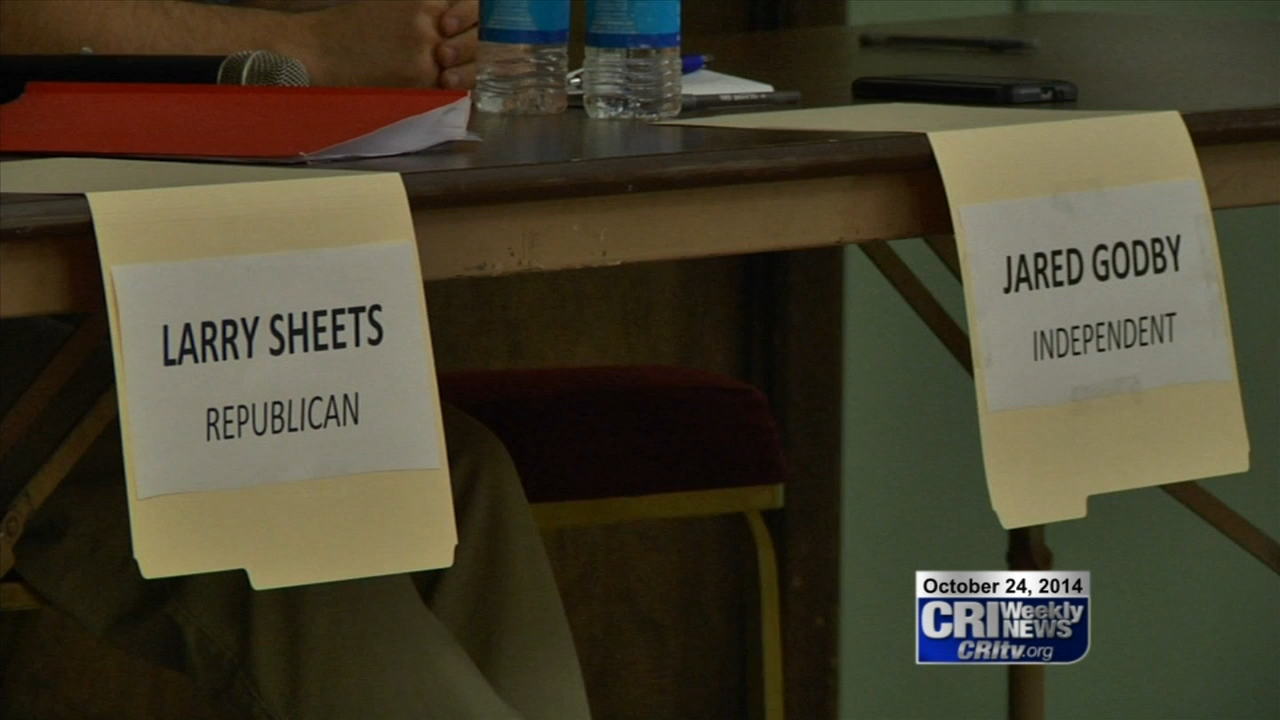 LARRY SHEETS
REPUBLICAN
JARED GODBY
INDEPENDENT
October 24, 2014
CRI Weekly NEWS
CRItv.org